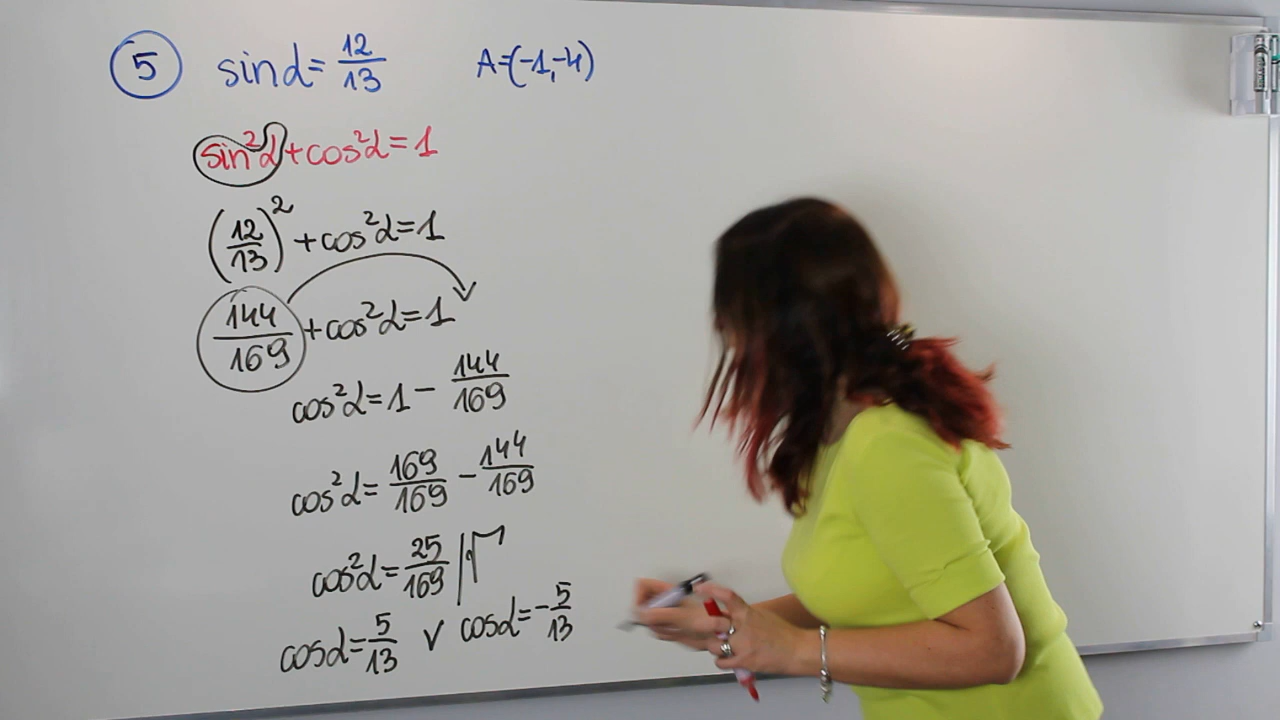 5 sinα = 12/13 A=(-1,-4)
sin²α + cos²α = 1
(12/13)² + cos²α = 1
144/169 + cos²α = 1
cos²α = 1 - 144/169
cos²α = 169/169 - 144/169
cos²α = 25/169 |√
cosα = 5/13 ∨ cosα = -5/13